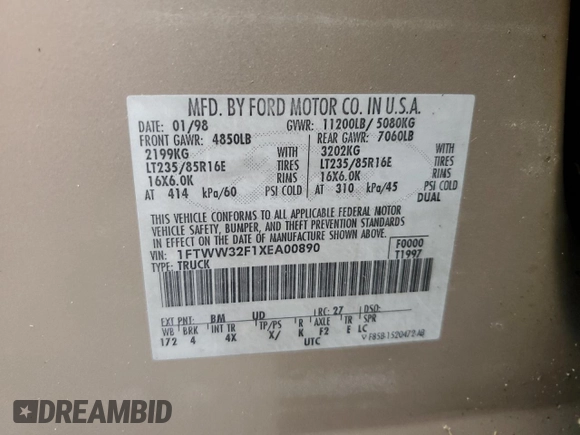 MFD. BY FORD MOTOR CO. IN U.S.A.
DATE: 01/98 GVWR: 11200LB/ 5080KG
FRONT GAWR: 4850LB REAR GAWR: 7060LB
2199KG WITH 3202KG WITH
LT235/85R16E TIRES LT235/85R16E TIRES
16X6.0K RIMS 16X6.0K RIMS
AT 414 kPa/60 PSI COLD AT 310 kPa/45 PSI COLD
DUAL
THIS VEHICLE CONFORMS TO ALL APPLICABLE FEDERAL MOTOR
VEHICLE SAFETY, BUMPER, AND THEFT PREVENTION STANDARDS
IN EFFECT ON THE DATE OF MANUFACTURE SHOWN ABOVE.
VIN: 1FTWW32F1XEA00890 F0000
TYPE: TRUCK T1997
EXT PNT: BM UD RC: 27 DSO:
WB BRK INT TR TP/PS R AXLE TR SPR
172 4 4X X/ K F2 E LC
UTC
F85B-1520472-AB
DREAMBID